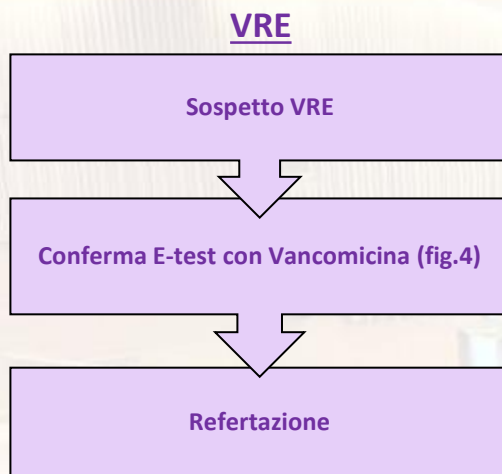 VRE
Sospetto VRE
Conferma E-test con Vancomicina (fig.4)
Refertazione